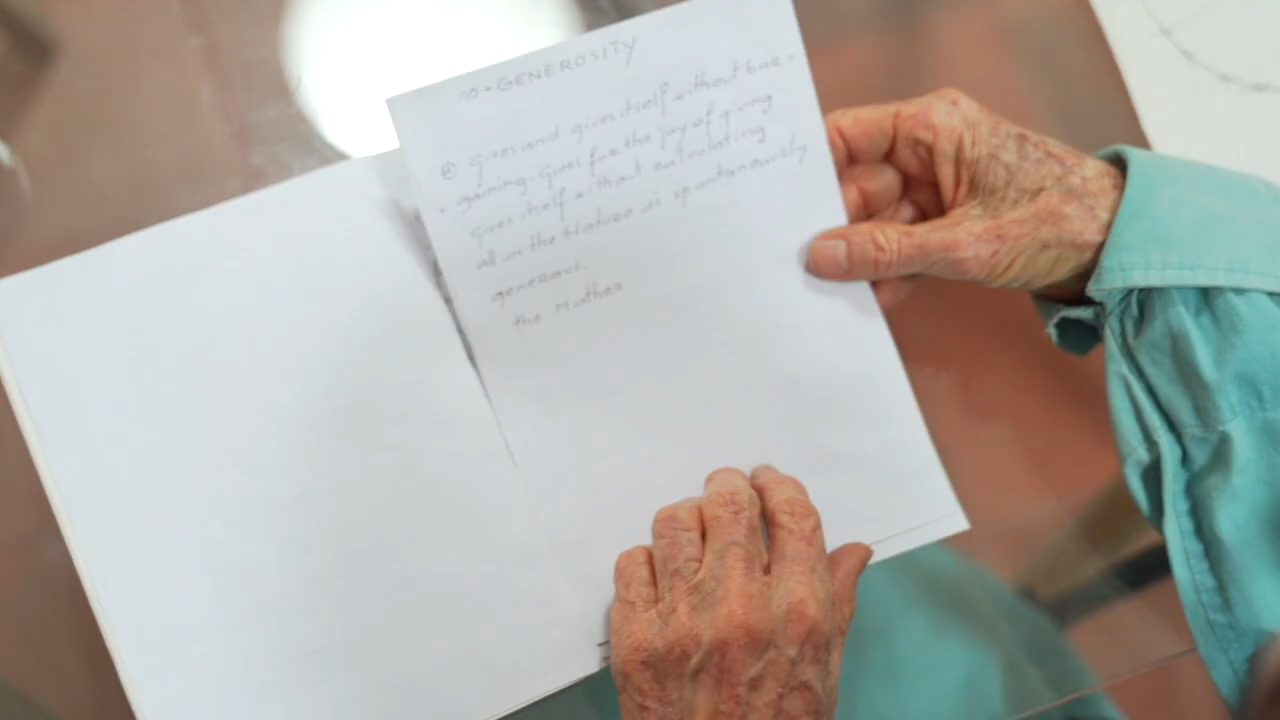 10 - GENEROSITY
gives and gives itself without bar-
gaining. Gives for the joy of giving
gives itself without calculating
All in the Nature is spontaneously
generous.
the Mother